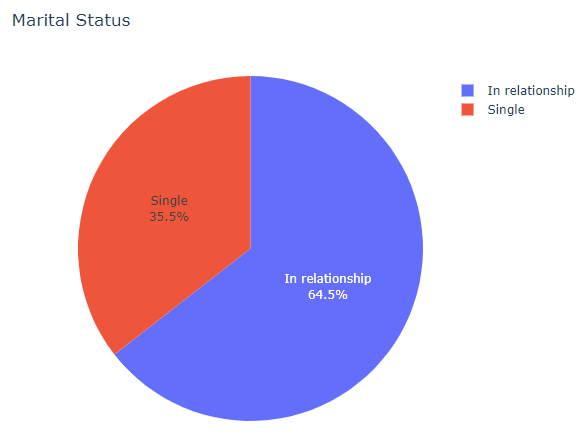 Marital Status
In relationship
Single
Single
35.5%
In relationship
64.5%